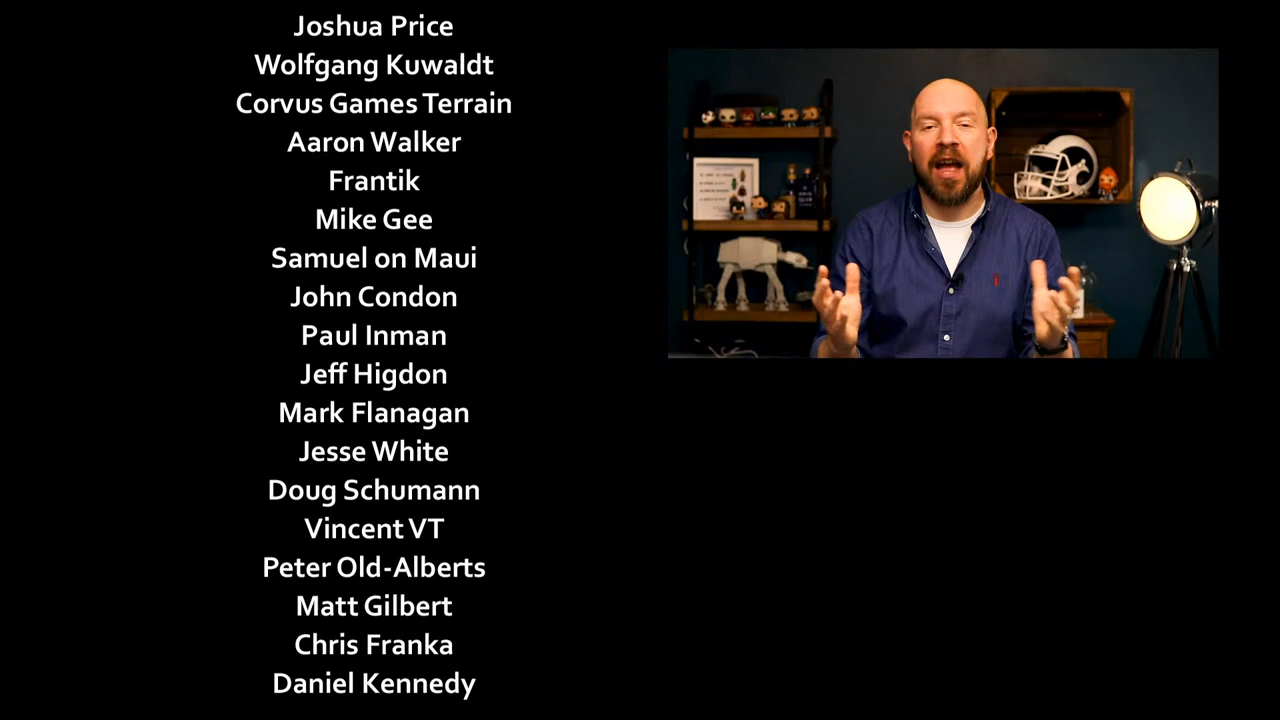 Joshua Price
Wolfgang Kuwaldt
Corvus Games Terrain
Aaron Walker
Frantik
Mike Gee
Samuel on Maui
John Condon
Paul Inman
Jeff Higdon
Mark Flanagan
Jesse White
Doug Schumann
Vincent VT
Peter Old-Alberts
Matt Gilbert
Chris Franka
Daniel Kennedy